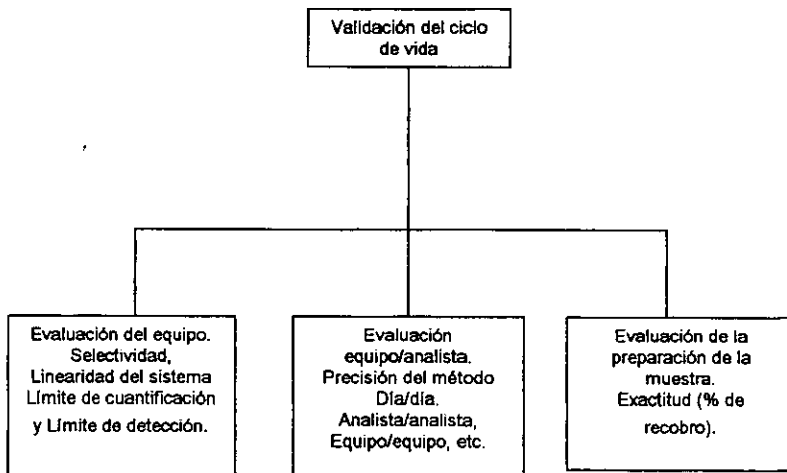 Validación del ciclo
de vida
Evaluación del equipo.
Selectividad,
Linearidad del sistema
Límite de cuantificación
y Límite de detección.
Evaluación
equipo/analista.
Precisión del método
Día/día.
Analista/analista,
Equipo/equipo, etc.
Evaluación de la
preparación de la
muestra.
Exactitud (% de
recobro).